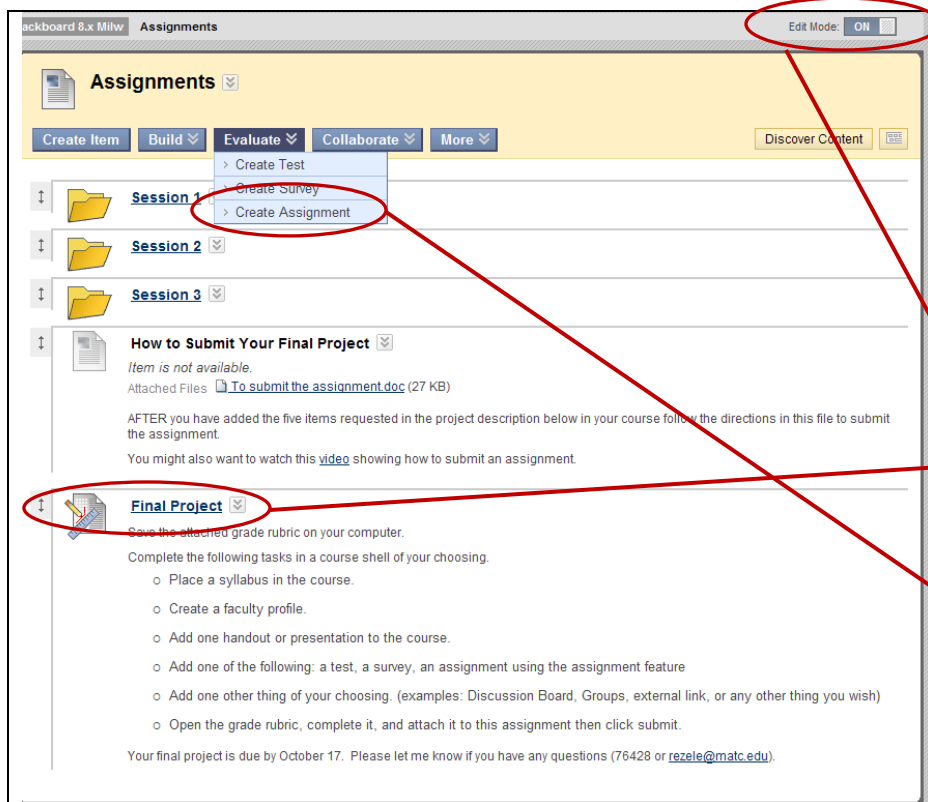 ackboard 8.x Milw Assignments Edit Mode: ON
Assignments
Create Item Build Evaluate Collaborate More Discover Content
> Create Test
> Create Survey
> Create Assignment
Session 1
Session 2
Session 3
How to Submit Your Final Project
Item is not available.
Attached Files To submit the assignment.doc (27 KB)
AFTER you have added the five items requested in the project description below in your course follow the directions in this file to submit
the assignment.
You might also want to watch this video showing how to submit an assignment.
Final Project
Save the attached grade rubric on your computer.
Complete the following tasks in a course shell of your choosing.
o Place a syllabus in the course.
o Create a faculty profile.
o Add one handout or presentation to the course.
o Add one of the following: a test, a survey, an assignment using the assignment feature
o Add one other thing of your choosing. (examples: Discussion Board, Groups, external link, or any other thing you wish)
o Open the grade rubric, complete it, and attach it to this assignment then click submit.
Your final project is due by October 17. Please let me know if you have any questions (76428 or rezele@matc.edu).